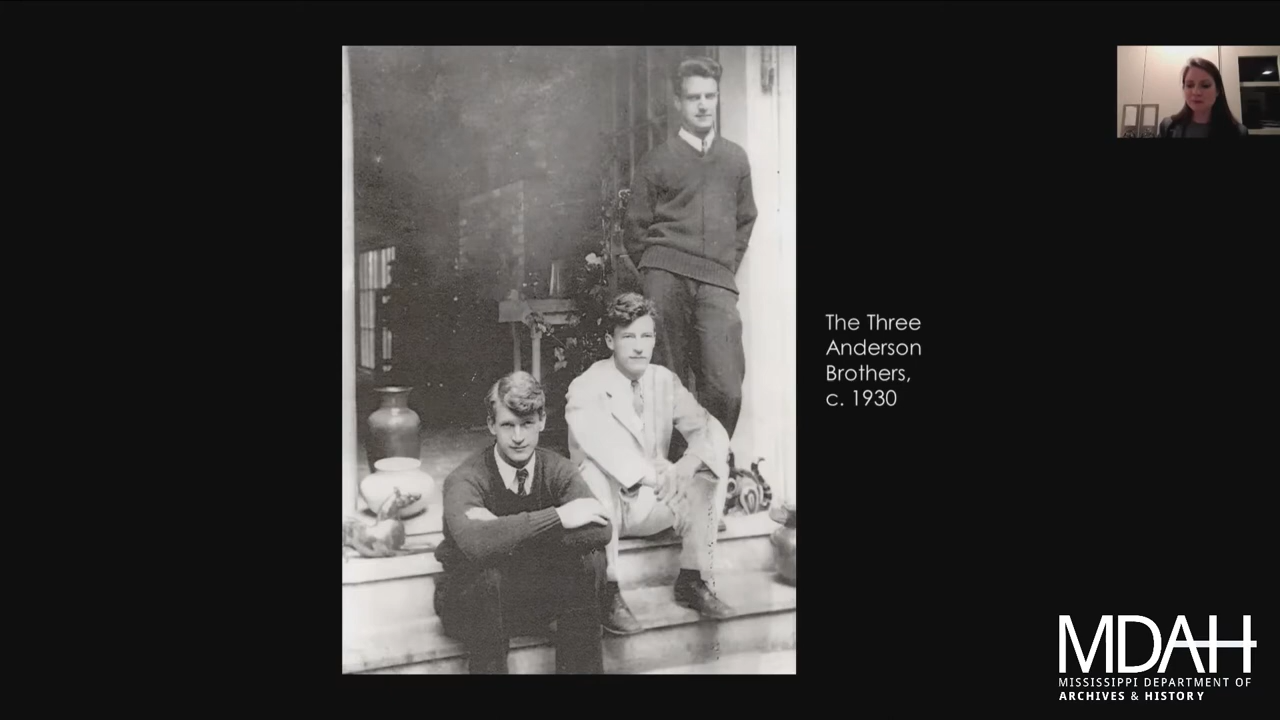 The Three
Anderson
Brothers,
c. 1930
MDAH
MISSISSIPPI DEPARTMENT OF
ARCHIVES & HISTORY